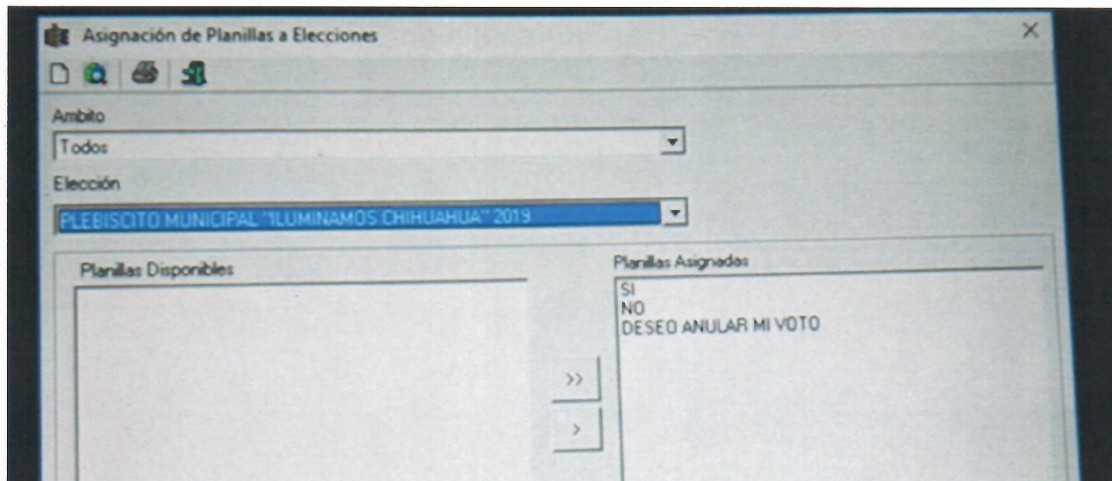 Asignación de Planillas a Elecciones
Ambito
Todos
Elección
PLEBISCITO MUNICIPAL "ILUMINAMOS CHIHUAHUA" 2019
Planillas Disponibles
Planillas Asignadas
SI
NO
DESEO ANULAR MI VOTO
>>
>